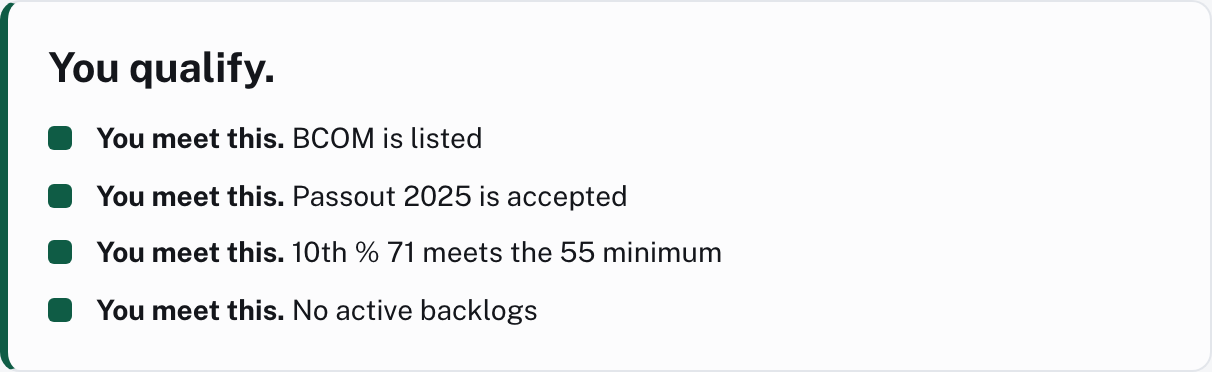 You qualify.
You meet this. BCOM is listed
You meet this. Passout 2025 is accepted
You meet this. 10th % 71 meets the 55 minimum
You meet this. No active backlogs